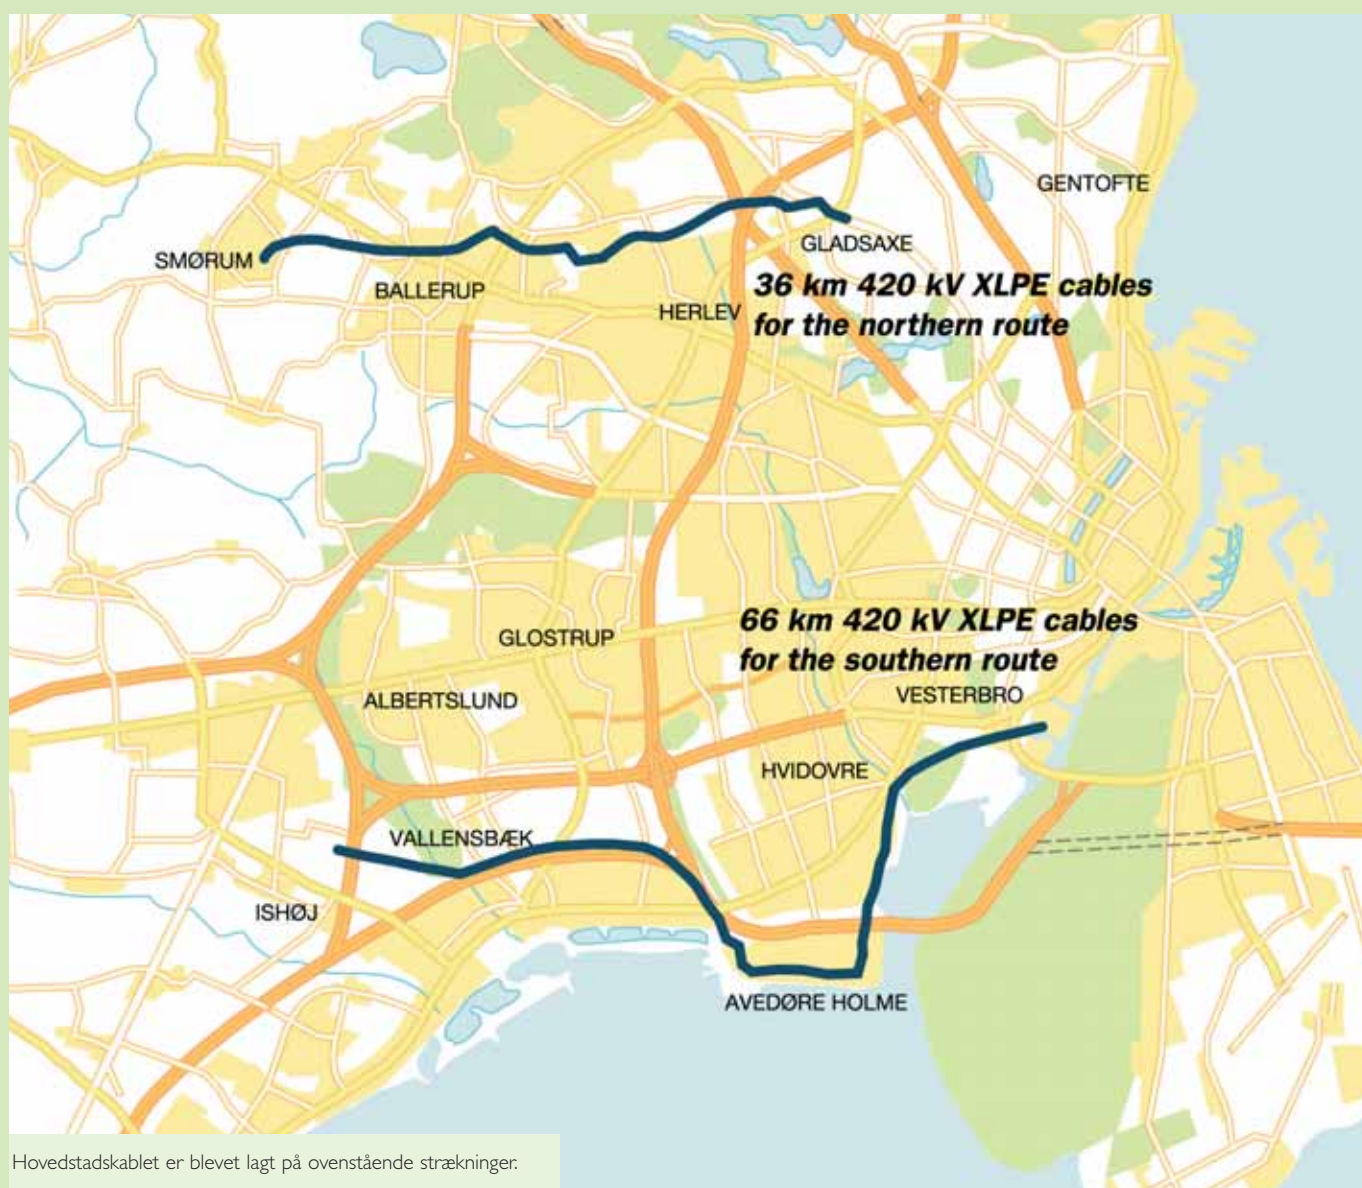 GENTOFTE
GLADSAXE
SMØRUM
BALLERUP
36 km 420 kV XLPE cables
for the northern route
HERLEV
66 km 420 kV XLPE cables
for the southern route
GLOSTRUP
VESTERBRO
ALBERTSLUND
HVIDOVRE
VALLENSBÆK
ISHØJ
AVEDØRE HOLME
Hovedstadskablet er blevet lagt på ovenstående strækninger.